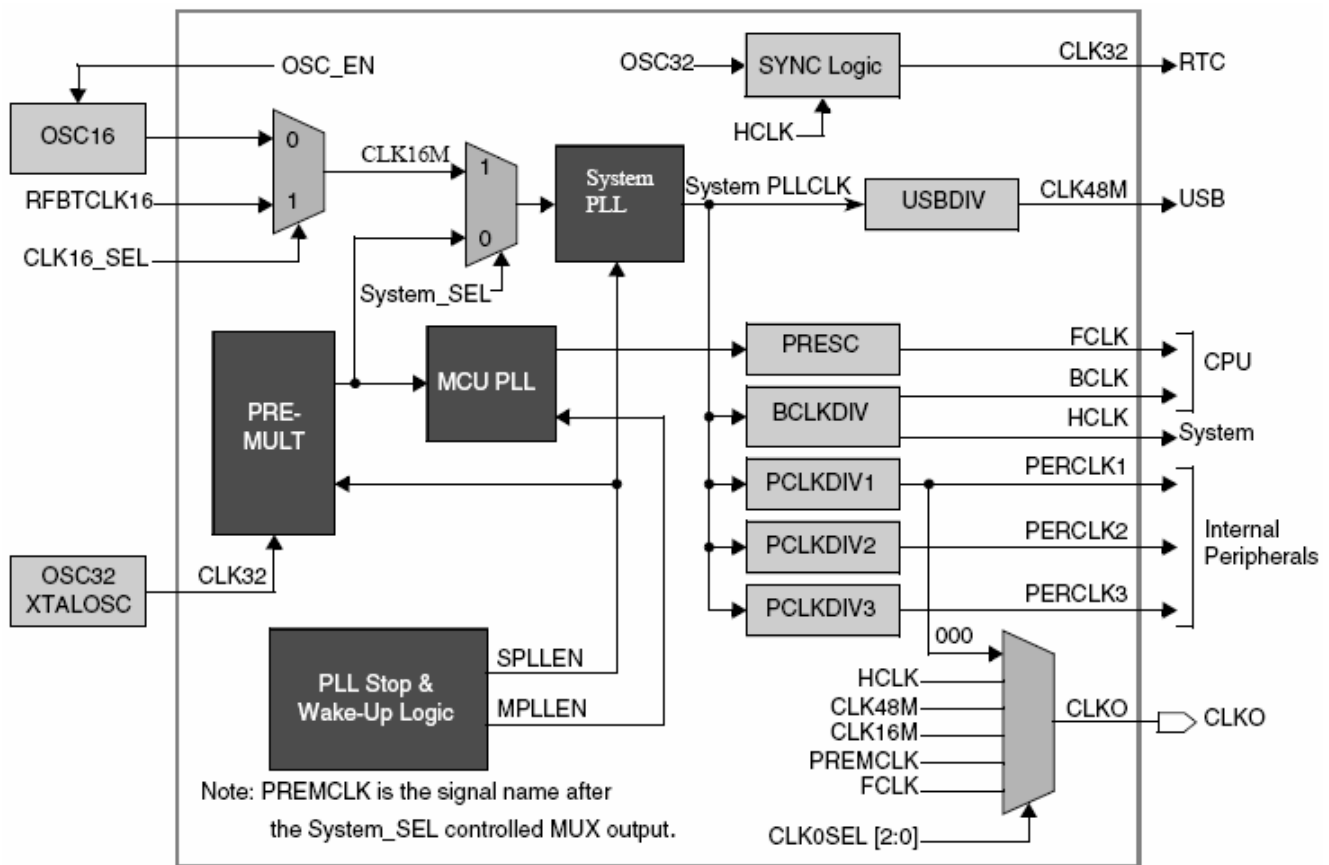 OSC_EN
OSC32
SYNC Logic
CLK32
RTC
HCLK
OSC16
0
1
CLK16M
RFBTCLK16
CLK16_SEL
1
0
System_SEL
System
PLL
System PLLCLK
USBDIV
CLK48M
USB
PRE-
MULT
MCU PLL
PRESC
FCLK
CPU
BCLKDIV
BCLK
HCLK
System
PCLKDIV1
PERCLK1
PCLKDIV2
PERCLK2
Internal
Peripherals
PCLKDIV3
PERCLK3
OSC32
XTALOSC
CLK32
PLL Stop &
Wake-Up Logic
SPLLEN
MPLLEN
000
HCLK
CLK48M
CLK16M
PREMCLK
FCLK
CLKO
CLKO
CLK0SEL [2:0]
Note: PREMCLK is the signal name after
the System_SEL controlled MUX output.